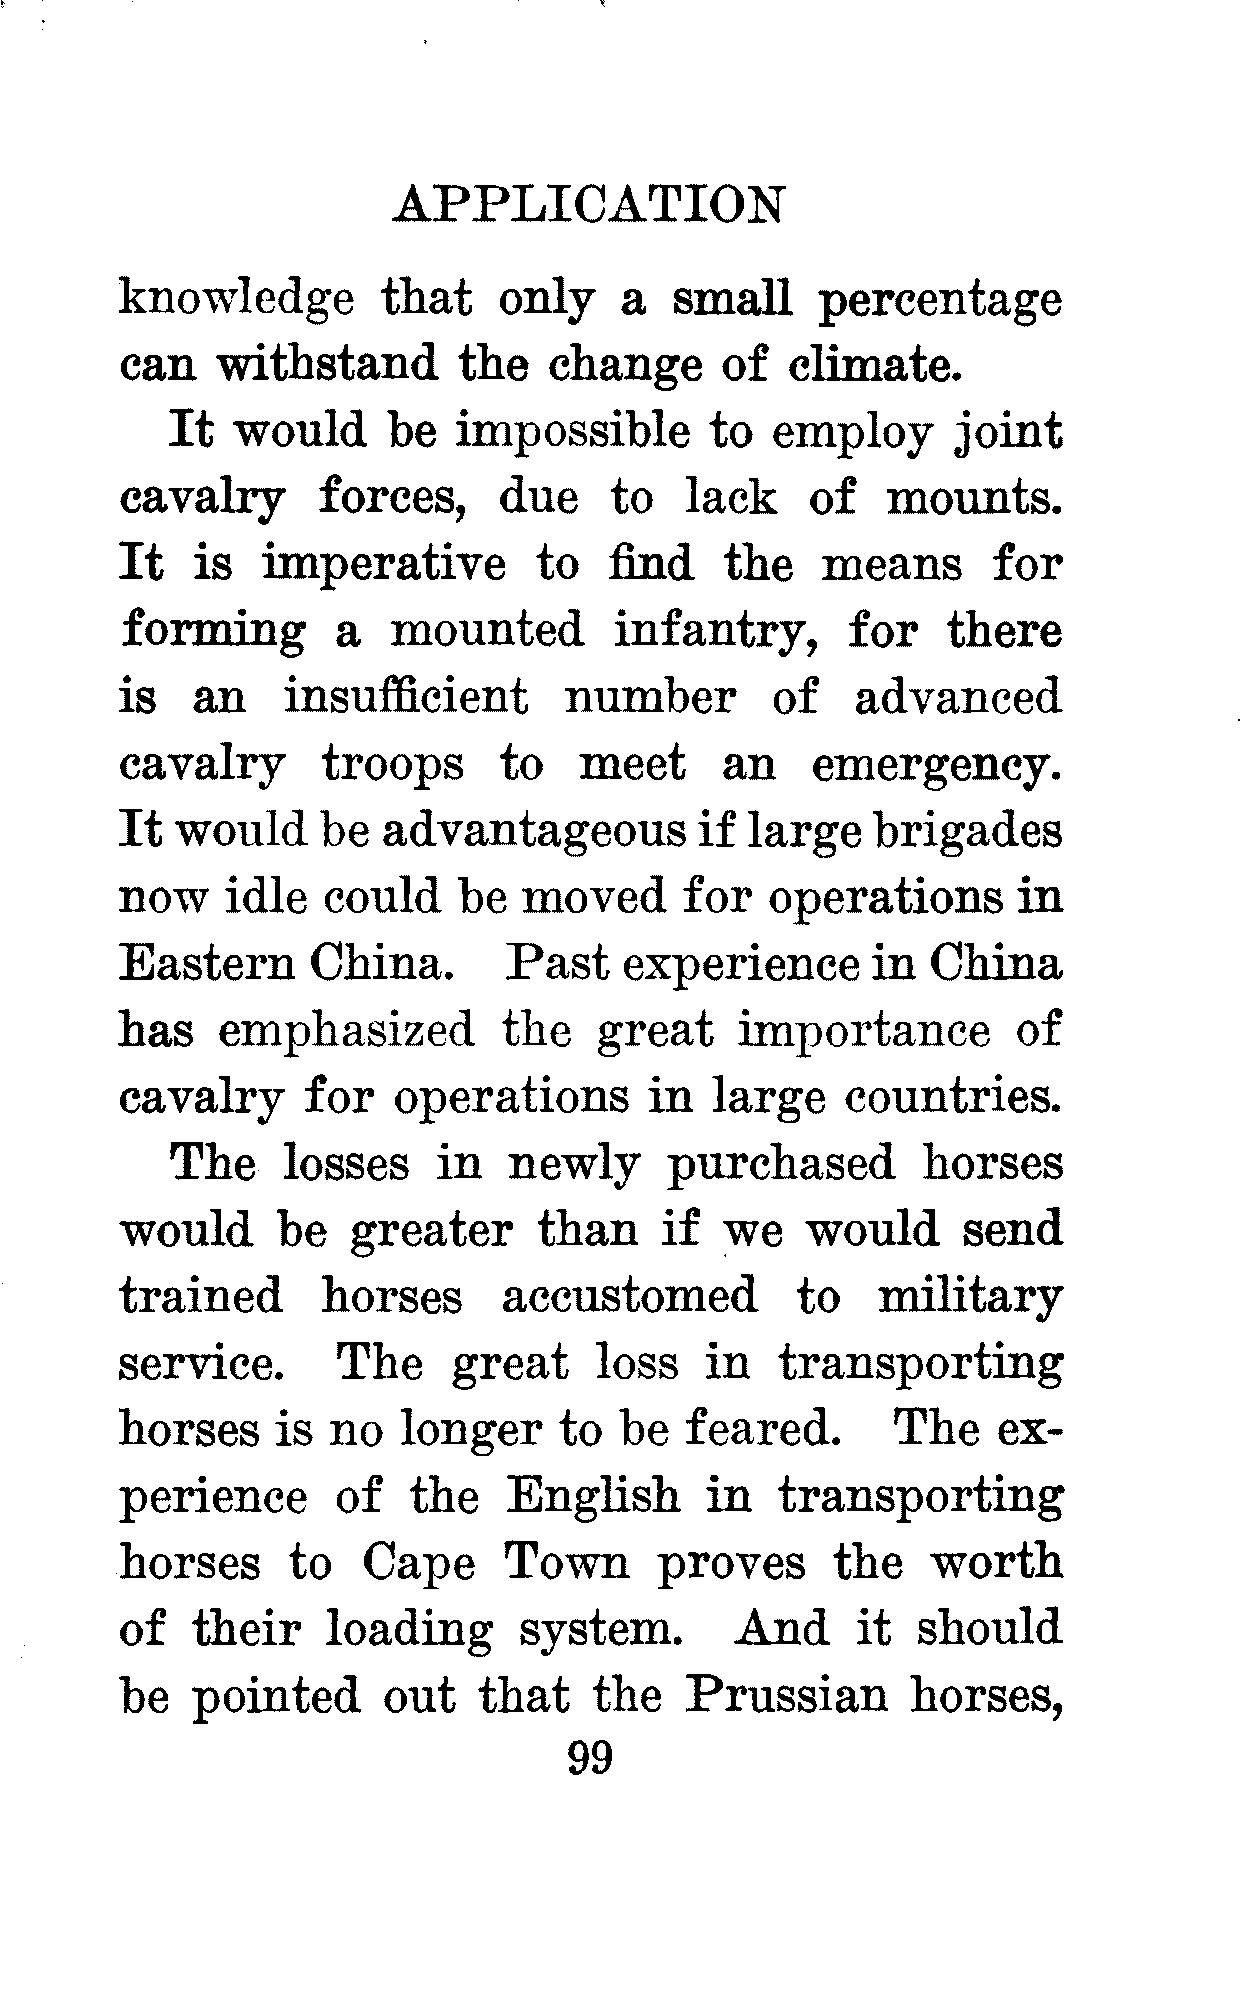 APPLICATION
knowledge that only a small percentage
can withstand the change of climate.
It would be impossible to employ joint
cavalry forces, due to lack of mounts.
It is imperative to find the means for
forming a mounted infantry, for there
is an insufficient number of advanced
cavalry troops to meet an emergency.
It would be advantageous if large brigades
now idle could be moved for operations in
Eastern China. Past experience in China
has emphasized the great importance of
cavalry for operations in large countries.
The losses in newly purchased horses
would be greater than if we would send
trained horses accustomed to military
service. The great loss in transporting
horses is no longer to be feared. The ex-
perience of the English in transporting
horses to Cape Town proves the worth
of their loading system. And it should
be pointed out that the Prussian horses,
99